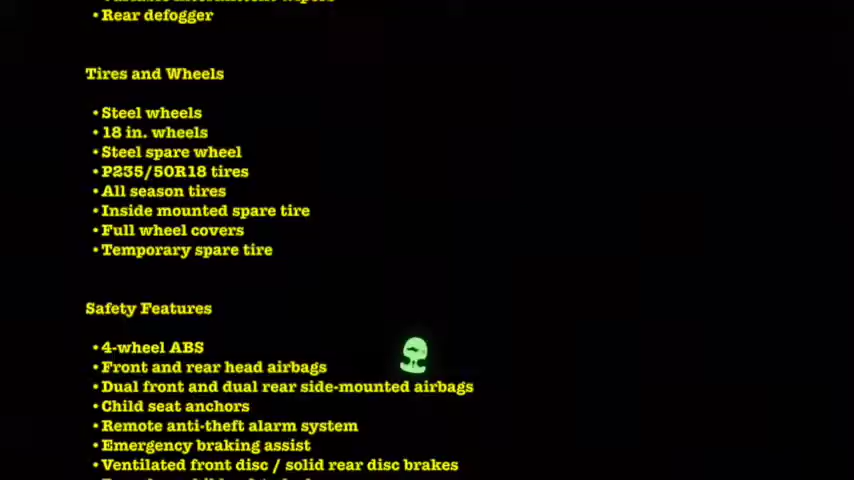 • Rear defogger
Tires and Wheels
• Steel wheels
• 18 in. wheels
• Steel spare wheel
• P235/50R18 tires
• All season tires
• Inside mounted spare tire
• Full wheel covers
• Temporary spare tire
Safety Features
• 4-wheel ABS
• Front and rear head airbags
• Dual front and dual rear side-mounted airbags
• Child seat anchors
• Remote anti-theft alarm system
• Emergency braking assist
• Ventilated front disc / solid rear disc brakes